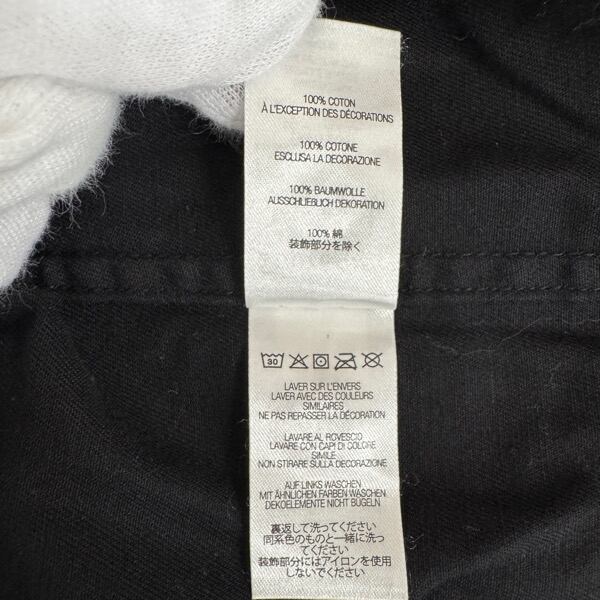 100% COTON
À L'EXCEPTION DES DÉCORATIONS
100% COTONE
ESCLUSA LA DECORAZIONE
100% BAUMWOLLE
AUSSCHLIEBLICH DEKORATION
100% 綿
装飾部分を除く
30
LAVER SUR L'ENVERS
LAVER AVEC DES COULEURS
SIMILAIRES
NE PAS REPASSER LA DÉCORATION
LAVARE AL ROVESCIO
LAVARE CON CAPI DI COLORE
SIMILE
NON STIRARE SULLA DECORAZIONE
AUF LINKS WASCHEN
MIT ÄHNLICHEN FARBEN WASCHEN
DEKOELEMENTE NICHT BÜGELN
裏返して洗ってください
同系色のものと一緒に洗っ
てください
装飾部分にはアイロンを使用
しないでください